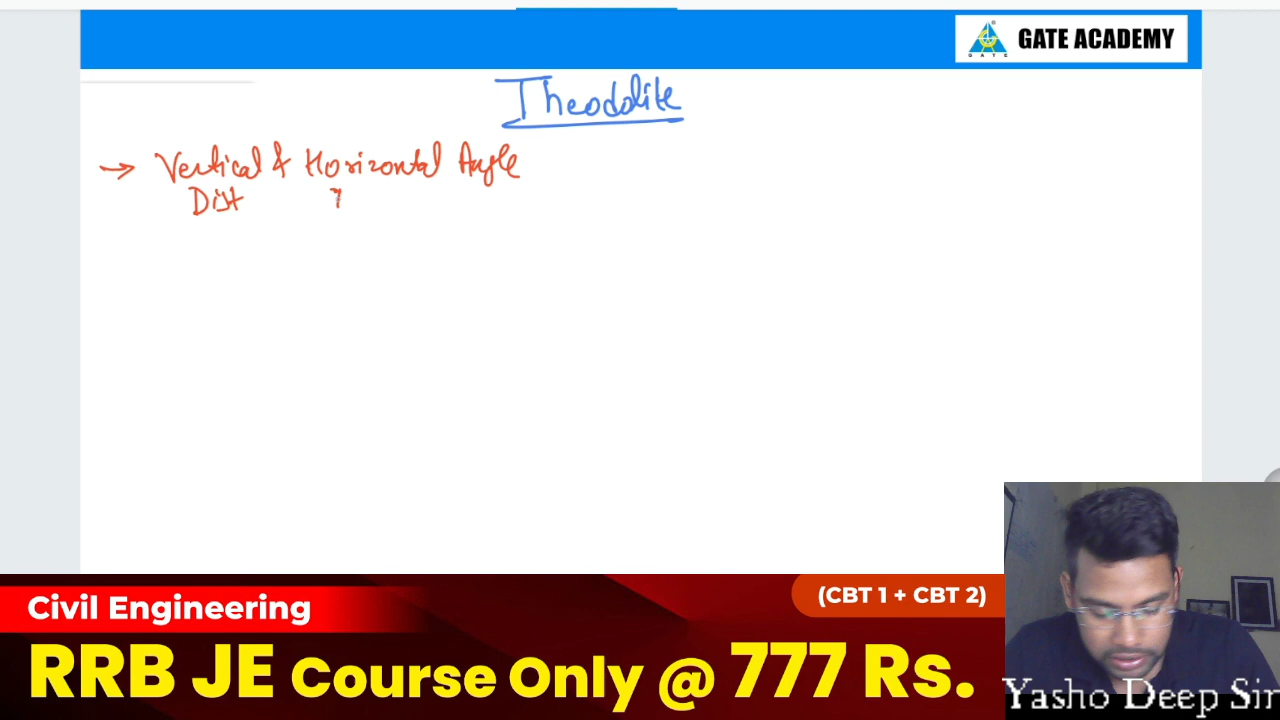 GATE ACADEMY
GATE
Theodolite
→ Vertical & Horizontal Angle
Dist
Civil Engineering
(CBT 1 + CBT 2)
RRB JE Course Only @ 777 Rs.
Yasho Deep Sir